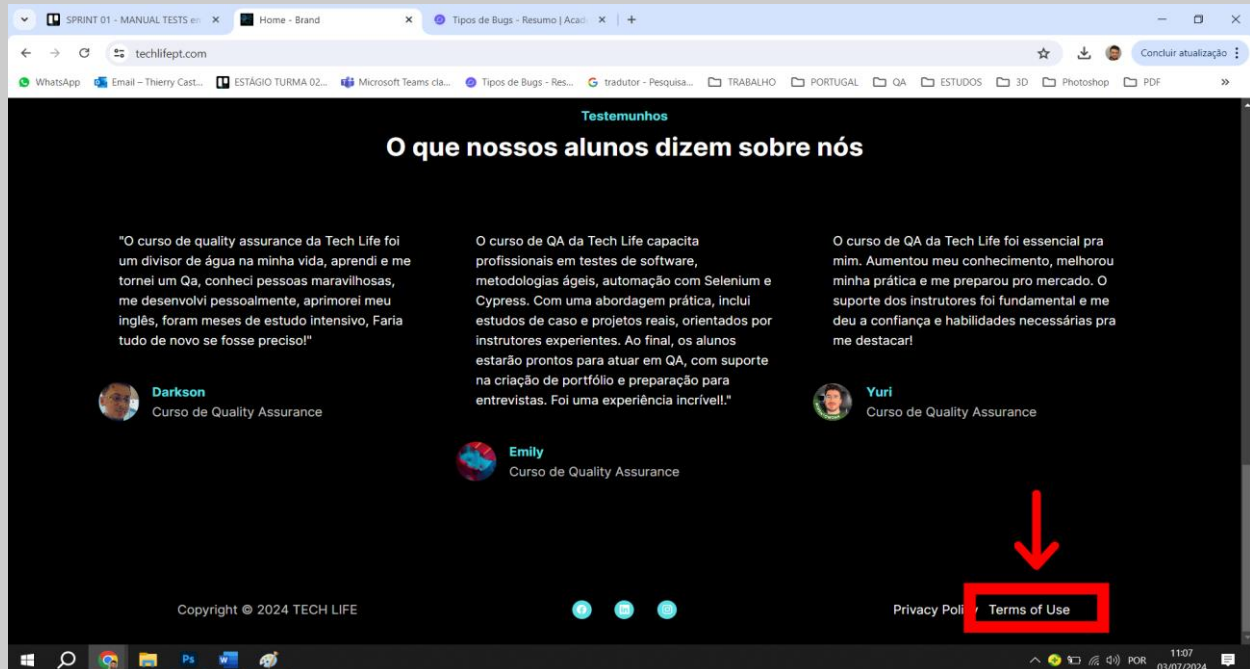 SPRINT 01 - MANUAL TESTS en
Home - Brand
Tipos de Bugs - Resumo | Acad
techlifept.com
Concluir atualização
WhatsApp
Email – Thierry Cast...
ESTÁGIO TURMA 02...
Microsoft Teams cla...
Tipos de Bugs - Res...
tradutor - Pesquisa...
TRABALHO
PORTUGAL
QA
ESTUDOS
3D
Photoshop
PDF
Testemunhos
O que nossos alunos dizem sobre nós
"O curso de quality assurance da Tech Life foi
um divisor de água na minha vida, aprendi e me
tornei um Qa, conheci pessoas maravilhosas,
me desenvolvi pessoalmente, aprimorei meu
inglês, foram meses de estudo intensivo, Faria
tudo de novo se fosse preciso!"
Darkson
Curso de Quality Assurance
O curso de QA da Tech Life capacita
profissionais em testes de software,
metodologias ágeis, automação com Selenium e
Cypress. Com uma abordagem prática, inclui
estudos de caso e projetos reais, orientados por
instrutores experientes. Ao final, os alunos
estarão prontos para atuar em QA, com suporte
na criação de portfólio e preparação para
entrevistas. Foi uma experiência incrível!."
Emily
Curso de Quality Assurance
O curso de QA da Tech Life foi essencial pra
mim. Aumentou meu conhecimento, melhorou
minha prática e me preparou pro mercado. O
suporte dos instrutores foi fundamental e me
deu a confiança e habilidades necessárias pra
me destacar!
Yuri
Curso de Quality Assurance
Copyright © 2024 TECH LIFE
Privacy Policy
Terms of Use
Ps
POR
11:07
03/07/2024